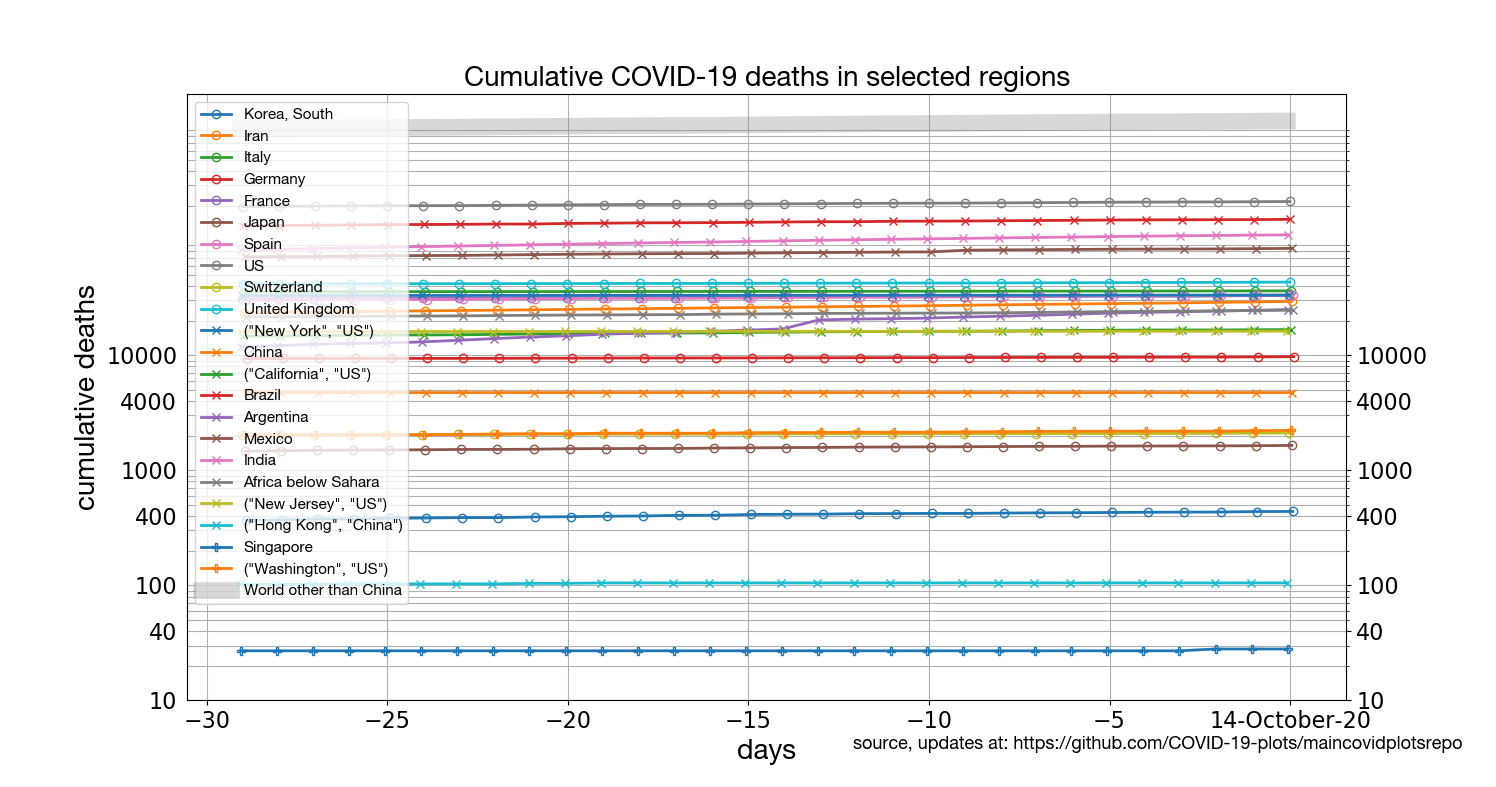 Cumulative COVID-19 deaths in selected regions
Korea, South
Iran
Italy
Germany
France
Japan
Spain
US
Switzerland
United Kingdom
("New York", "US")
China
("California", "US")
Brazil
Argentina
Mexico
India
Africa below Sahara
("New Jersey", "US")
("Hong Kong", "China")
Singapore
("Washington", "US")
World other than China
cumulative deaths
10000
4000
1000
400
100
40
10
10000
4000
1000
400
100
40
10
−30 −25 −20 −15 −10 −5 14-October-20
days
source, updates at: https://github.com/COVID-19-plots/maincovidplotsrepo